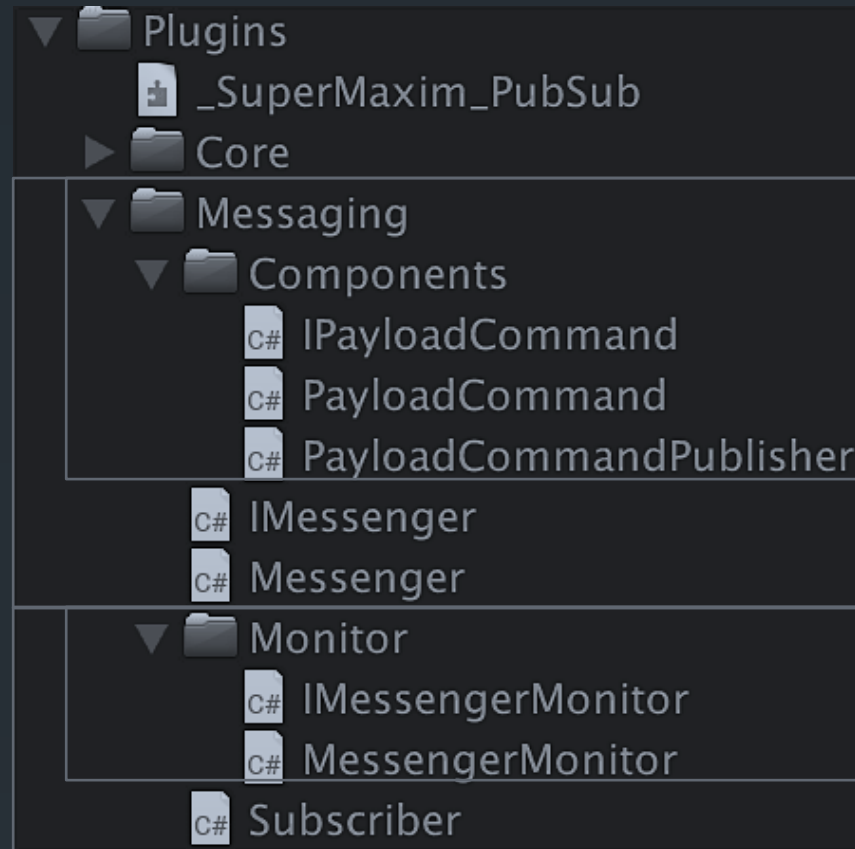 Plugins
_SuperMaxim_PubSub
Core
Messaging
Components
C# IPayloadCommand
C# PayloadCommand
C# PayloadCommandPublisher
C# IMessenger
C# Messenger
Monitor
C# IMessengerMonitor
C# MessengerMonitor
C# Subscriber